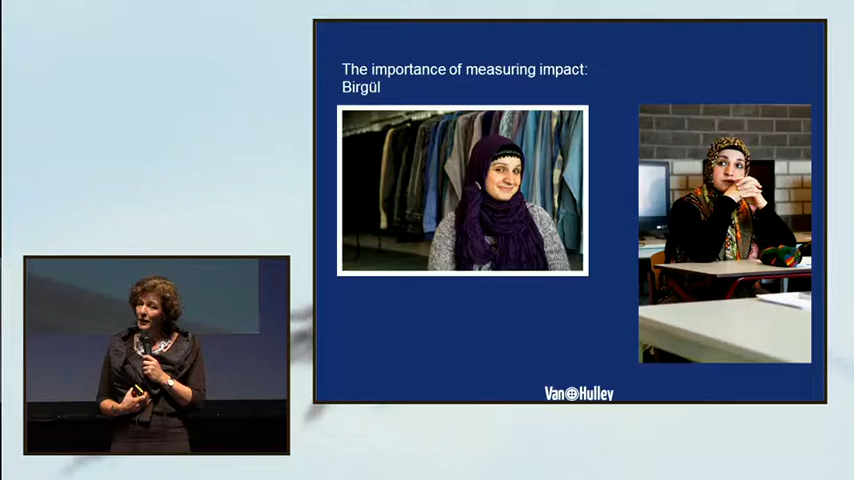 The importance of measuring impact:
Birgül
Van Hulley